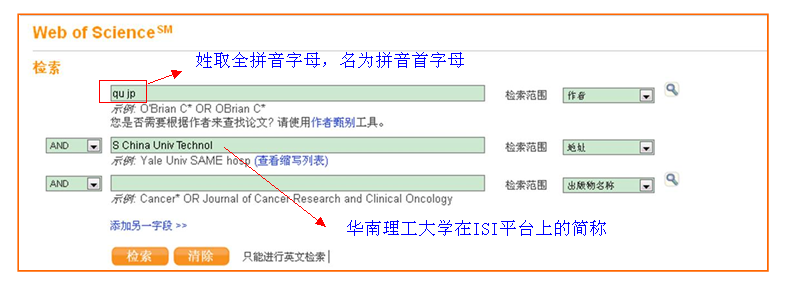 Web of Science SM
检索
姓取全拼音字母，名为拼音首字母
qu jp 检索范围 作者
示例: O'Brian C* OR OBrian C*
您是否需要根据作者来查找论文? 请使用作者甄别工具。
AND S China Univ Technol 检索范围 地址
示例: Yale Univ SAME hosp (查看缩写列表)
AND 检索范围 出版物名称
示例: Cancer* OR Journal of Cancer Research and Clinical Oncology
添加另一字段 >>
华南理工大学在ISI平台上的简称
检索 清除 只能进行英文检索